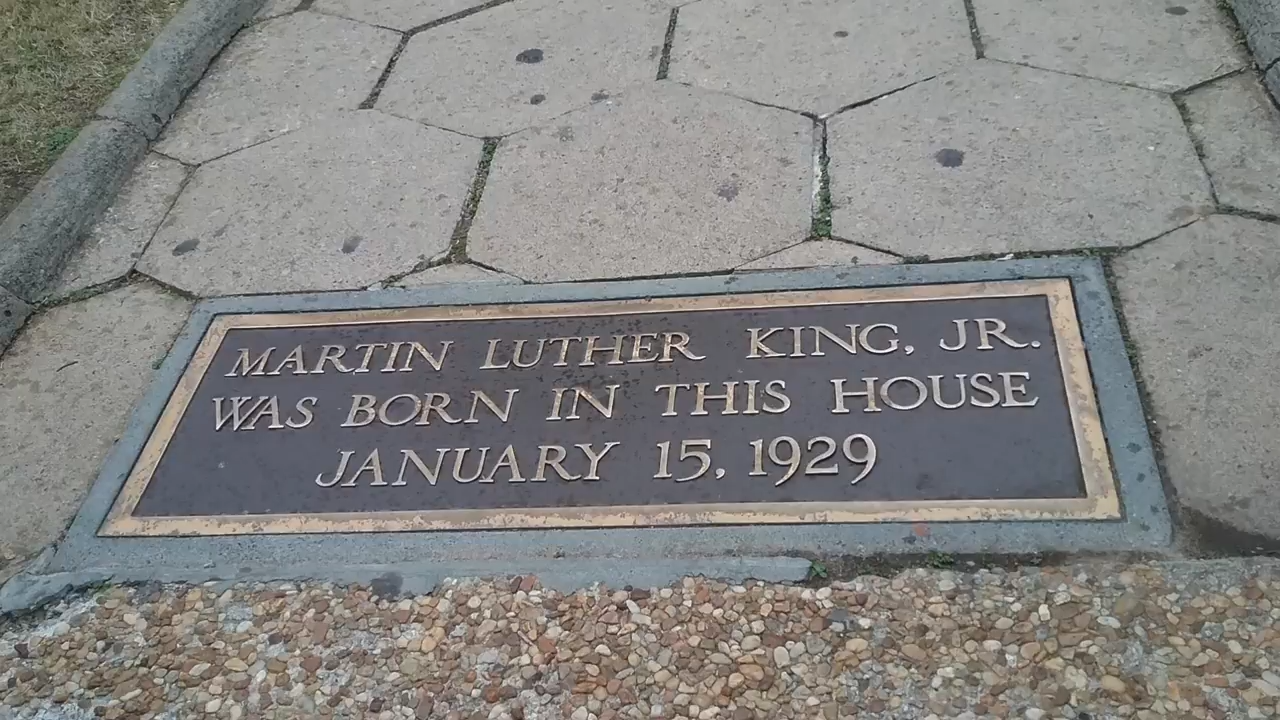 MARTIN LUTHER KING, JR.
WAS BORN IN THIS HOUSE
JANUARY 15, 1929